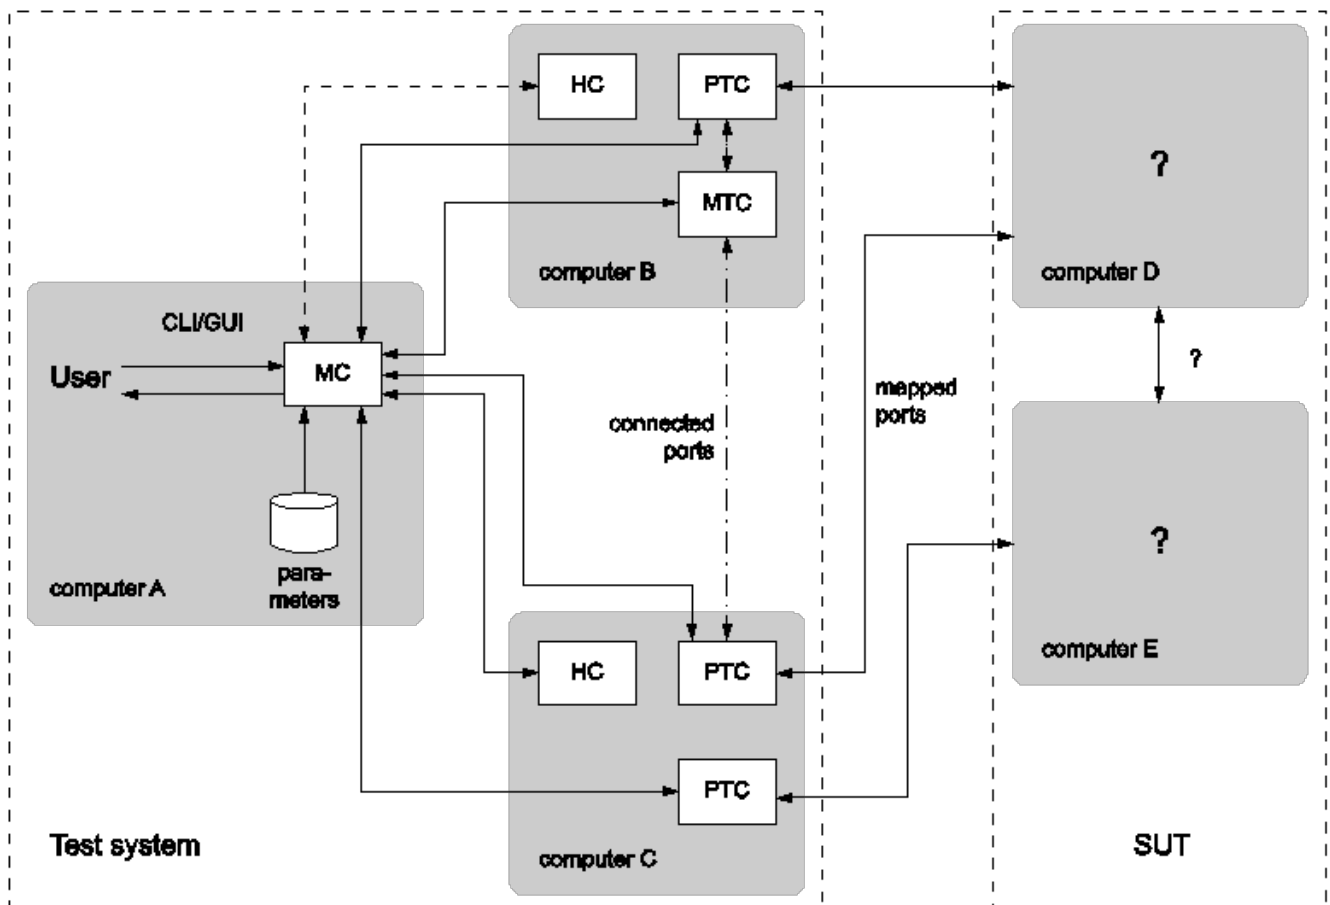 HC
PTC
?
MTC
computer B
computer D
CLI/GUI
User
MC
?
mapped
ports
connected
ports
?
para-
meters
computer A
computer E
HC
PTC
PTC
Test system
SUT
computer C